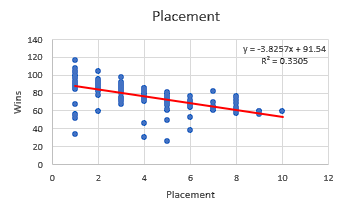 Placement
y = -3.8257x + 91.54
R² = 0.3305
140
120
100
80
60
40
20
0
Wins
0 2 4 6 8 10 12
Placement